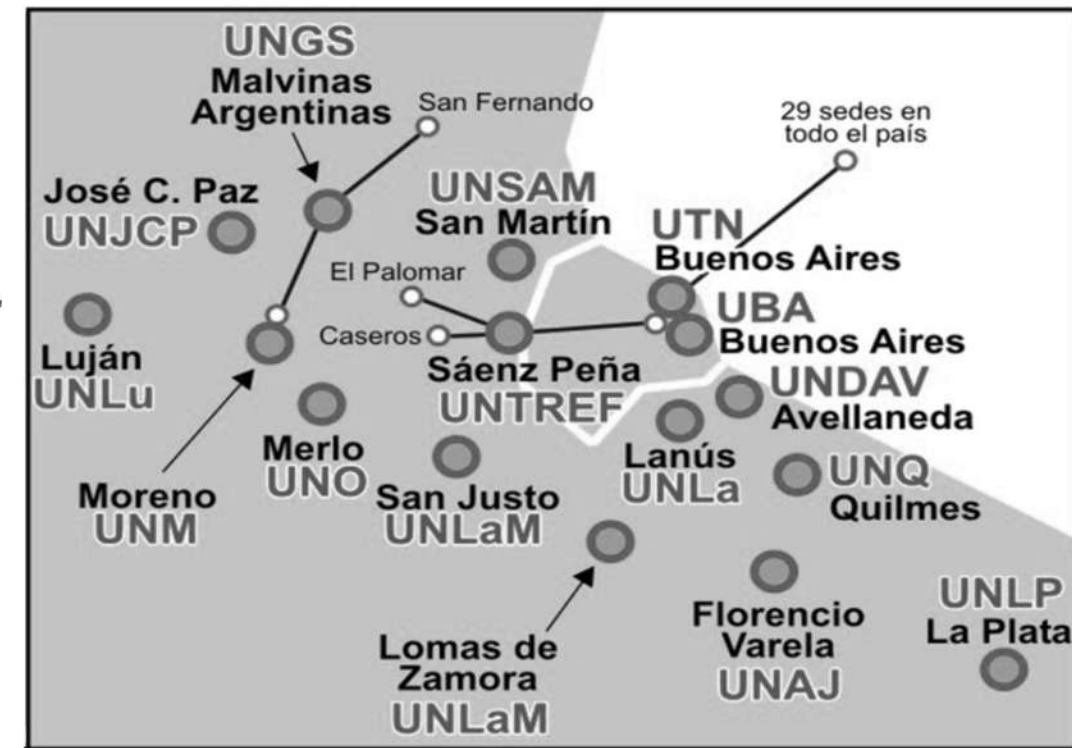 UNGS
Malvinas
Argentinas
San Fernando
29 sedes en
todo el país
José C. Paz
UNJCP
UNSAM
San Martín
UTN
Buenos Aires
El Palomar
UBA
Buenos Aires
Caseros
Luján
UNLu
Sáenz Peña
UNTREF
UNDAV
Avellaneda
Merlo
UNO
Lanús
UNLa
UNQ
Quilmes
Moreno
UNM
San Justo
UNLaM
Florencio
Varela
UNAJ
UNLP
La Plata
Lomas de
Zamora
UNLaM